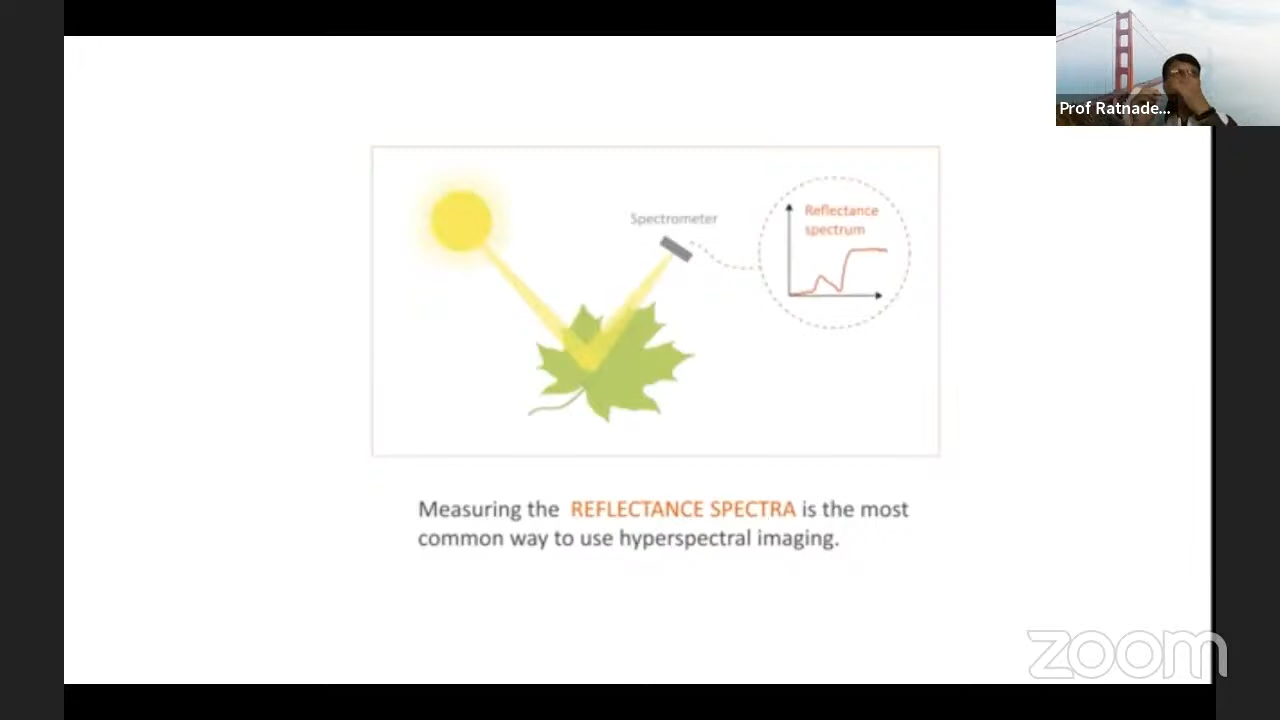 Prof Ratnade...
Spectrometer
Reflectance
spectrum
Measuring the REFLECTANCE SPECTRA is the most
common way to use hyperspectral imaging.
zoom